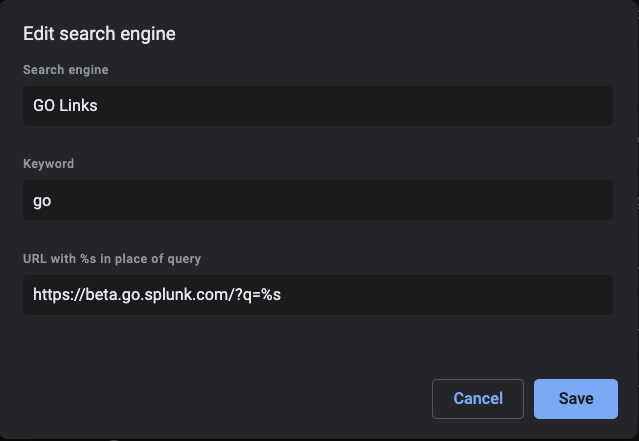 Edit search engine
Search engine
GO Links
Keyword
go
URL with %s in place of query
https://beta.go.splunk.com/?q=%s
Cancel
Save